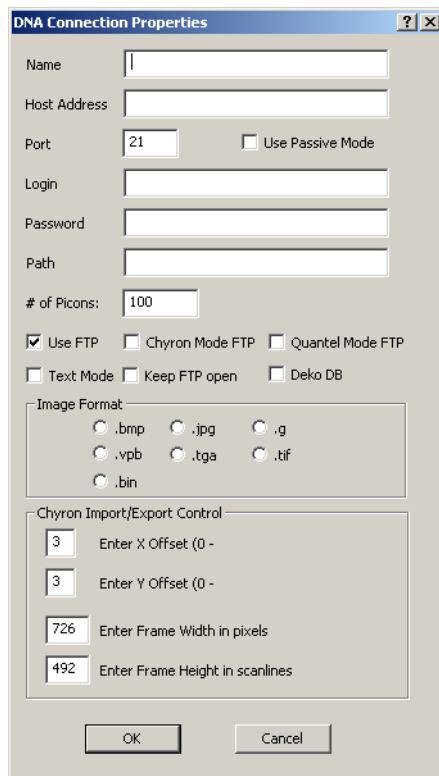 DNA Connection Properties
Name
Host Address
Port 21 Use Passive Mode
Login
Password
Path
# of Picons: 100
Use FTP Chyron Mode FTP Quantel Mode FTP
Text Mode Keep FTP open Deko DB
Image Format
.bmp .jpg .g
.vpb .tga .tif
.bin
Chyron Import/Export Control
3 Enter X Offset (0 -
3 Enter Y Offset (0 -
726 Enter Frame Width in pixels
492 Enter Frame Height in scanlines
OK Cancel